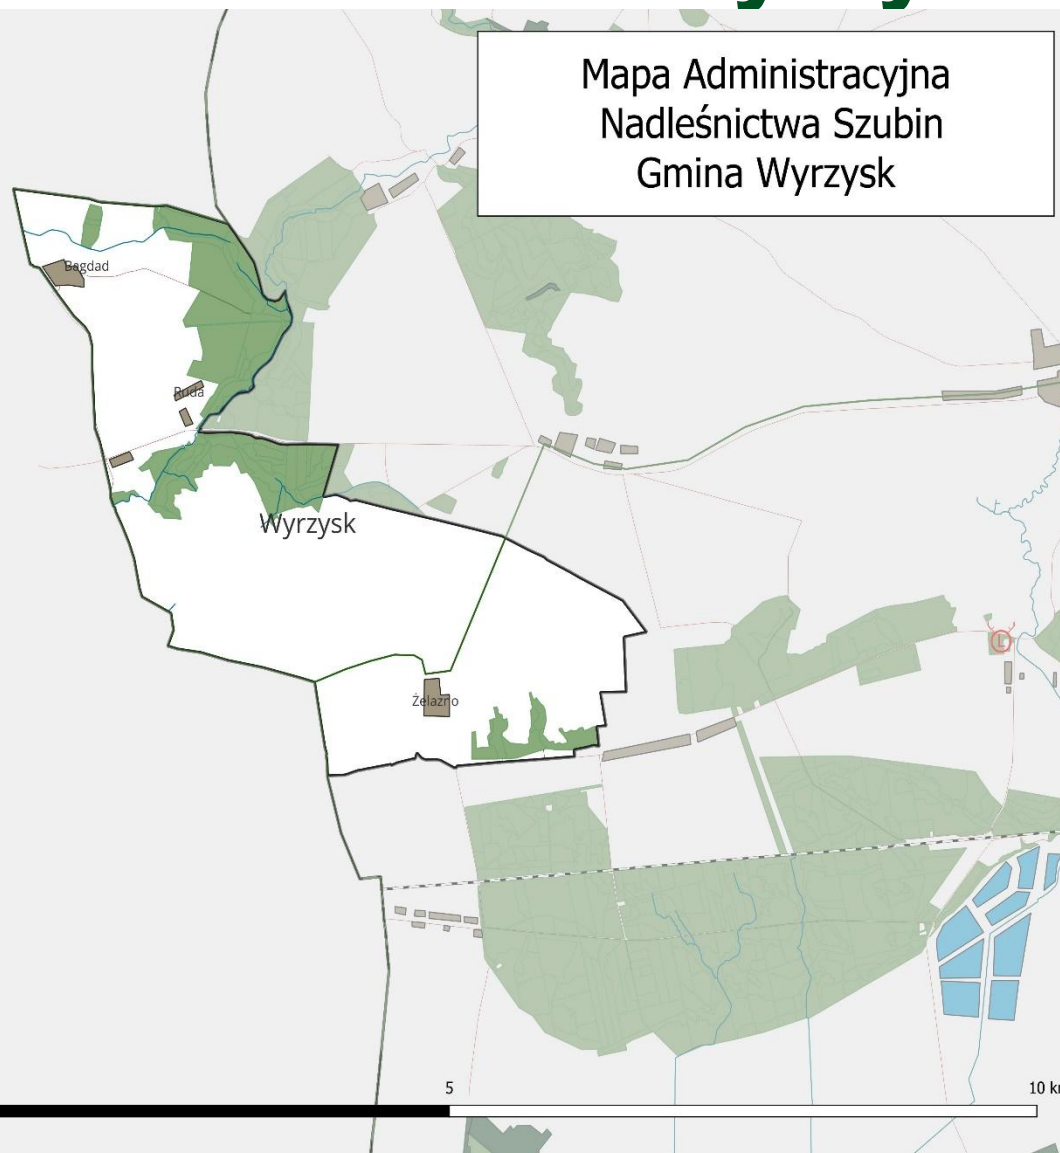 Mapa Administracyjna
Nadleśnictwa Szubin
Gmina Wyrzysk
Bagdad
Ruda
Wyrzysk
Żelazno
L
5
10 km